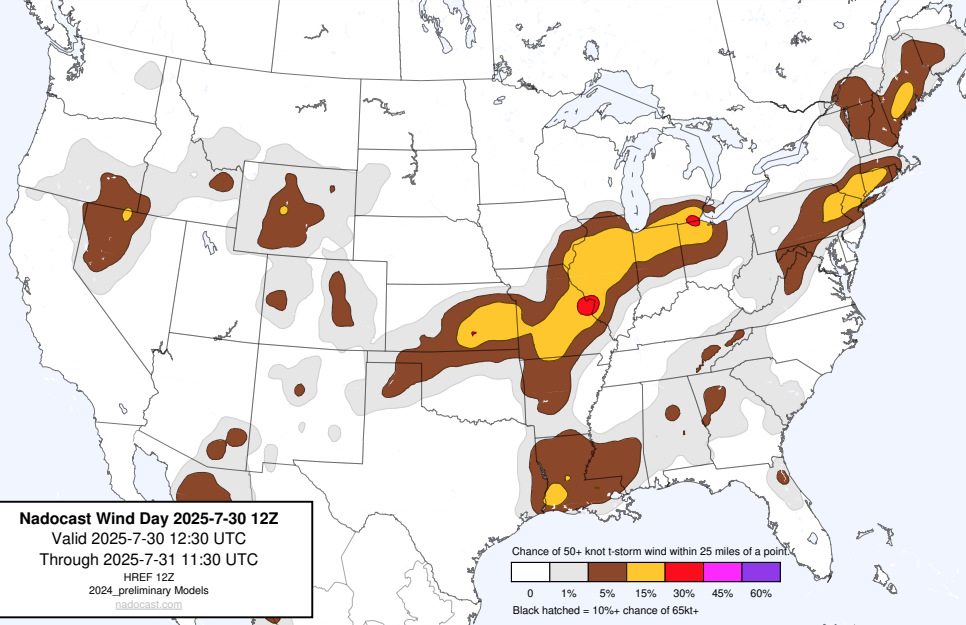 Nadocast Wind Day 2025-7-30 12Z
Valid 2025-7-30 12:30 UTC
Through 2025-7-31 11:30 UTC
HREF 12Z
2024_preliminary Models
nadocast.com
Chance of 50+ knot t-storm wind within 25 miles of a point.
0 1% 5% 15% 30% 45% 60%
Black hatched = 10%+ chance of 65kt+